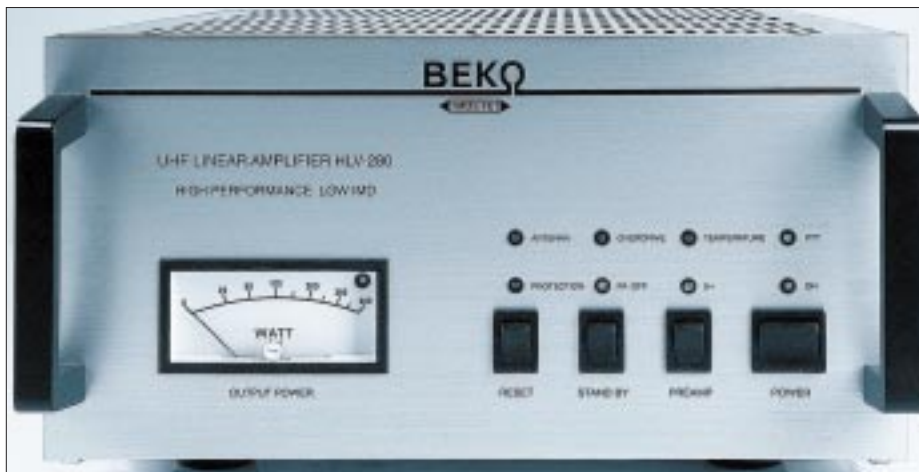 BEKO
UHF LINEAR AMPLIFIER HLV-280
HIGH PERFORMANCE LOW IMD
ANTENNA OVERDRIVE TEMPERATURE PTT
PROTECTION PA OFF ON
0
WATT
OUTPUT POWER
RESET STAND BY PREAMP POWER